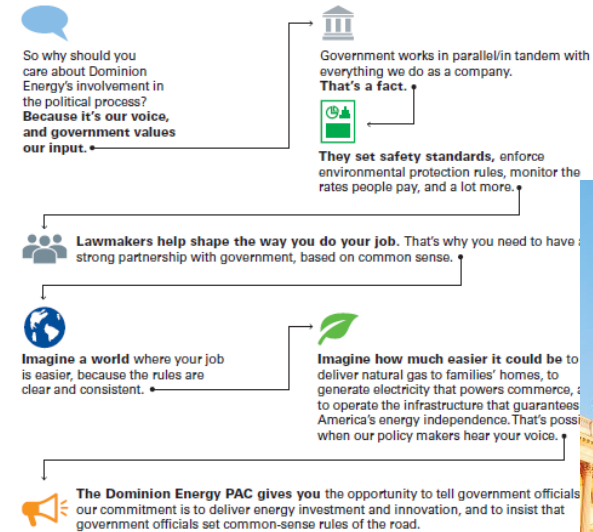 So why should you
care about Dominion
Energy's involvement in
the political process?
Because it's our voice,
and government values
our input.
Government works in parallel/in tandem with
everything we do as a company.
That's a fact.
They set safety standards, enforce
environmental protection rules, monitor the
rates people pay, and a lot more.
Lawmakers help shape the way you do your job. That's why you need to have
strong partnership with government, based on common sense.
Imagine a world where your job
is easier, because the rules are
clear and consistent.
Imagine how much easier it could be to
deliver natural gas to families' homes, to
generate electricity that powers commerce,
to operate the infrastructure that guarantees
America's energy independence. That's
when our policy makers hear your voice.
The Dominion Energy PAC gives you the opportunity to tell government officials
our commitment is to deliver energy investment and innovation, and to insist that
government officials set common-sense rules of the road.